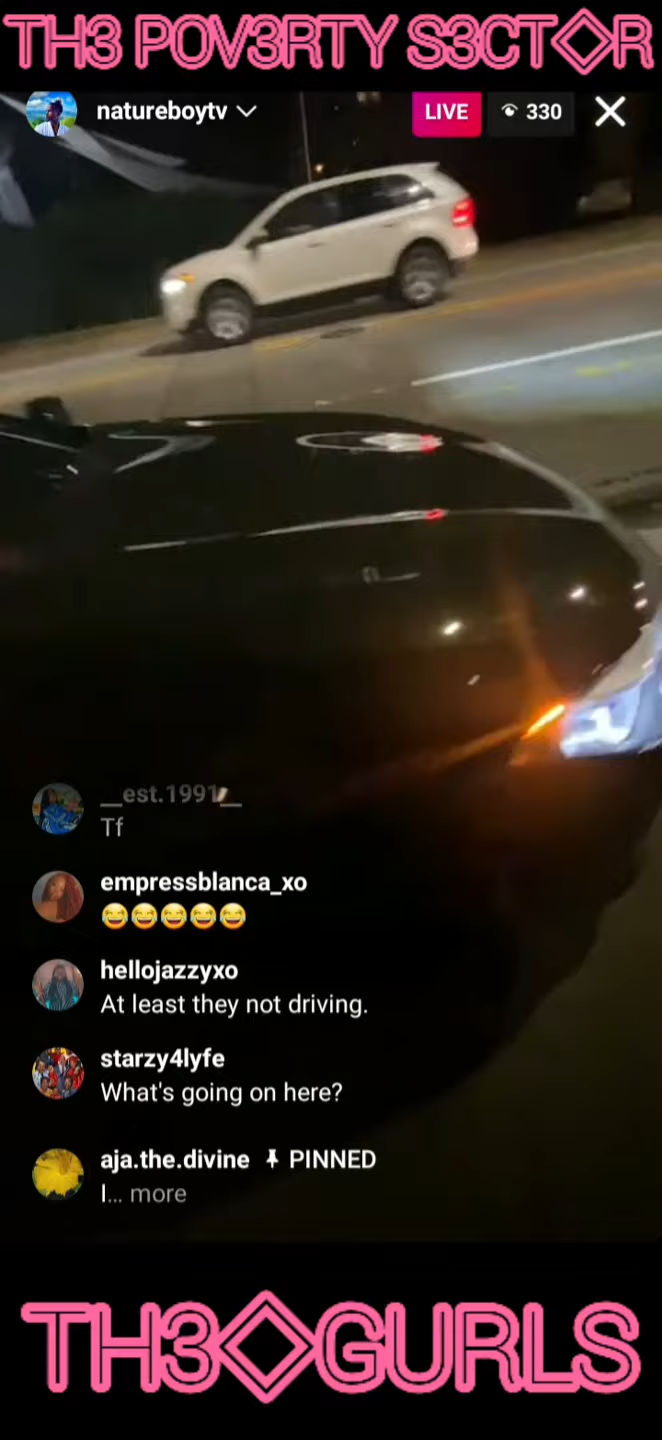 TH3 POV3RTY S3CT◇R
natureboytv
LIVE
330
__est.1991__
Tf
empressblanca_xo
😂😂😂😂😂
hellojazzyxo
At least they not driving.
starzy4lyfe
What's going on here?
aja.the.divine PINNED
I... more
TH3◇GURLS